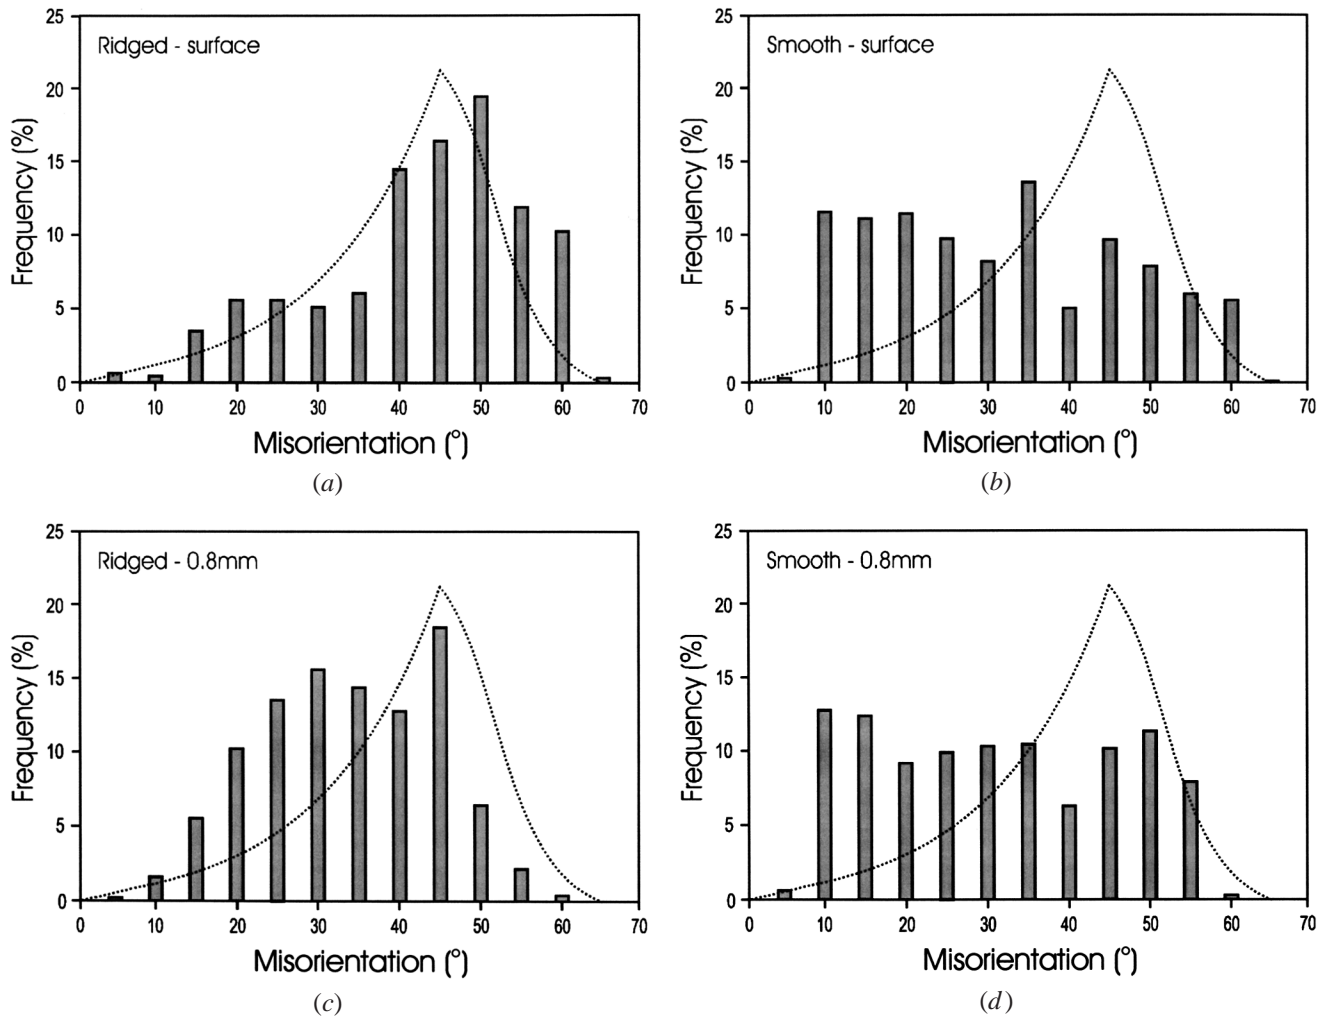 Ridged - surface
Frequency (%)
25
20
15
10
5
0
0 10 20 30 40 50 60 70
Misorientation (°)
(a)
Smooth - surface
Frequency (%)
25
20
15
10
5
0
0 10 20 30 40 50 60 70
Misorientation (°)
(b)
Ridged - 0.8mm
Frequency (%)
25
20
15
10
5
0
0 10 20 30 40 50 60 70
Misorientation (°)
(c)
Smooth - 0.8mm
Frequency (%)
25
20
15
10
5
0
0 10 20 30 40 50 60 70
Misorientation (°)
(d)